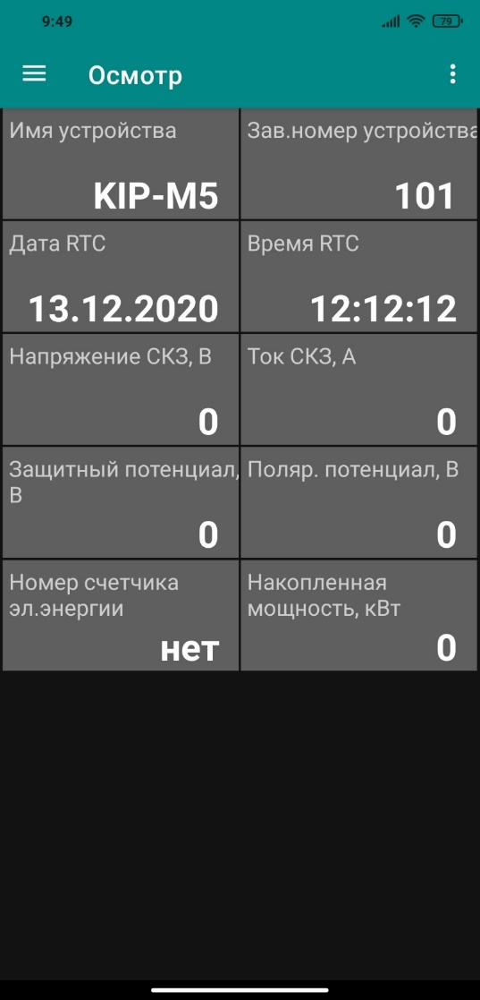 9:49
79
Осмотр
Имя устройства
Зав.номер устройства
KIP-M5
101
Дата RTC
Время RTC
13.12.2020
12:12:12
Напряжение СКЗ, В
Ток СКЗ, А
0
0
Защитный потенциал,
В
Поляр. потенциал, В
0
0
Номер счетчика
эл.энергии
Накопленная
мощность, кВт
нет
0